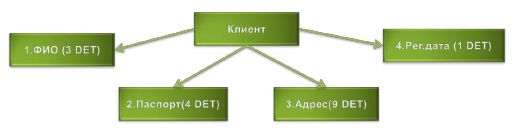 Клиент
1.ФИО (3 DET)
4.Рег.дата (1 DET)
2.Паспорт(4 DET)
3.Адрес(9 DET)